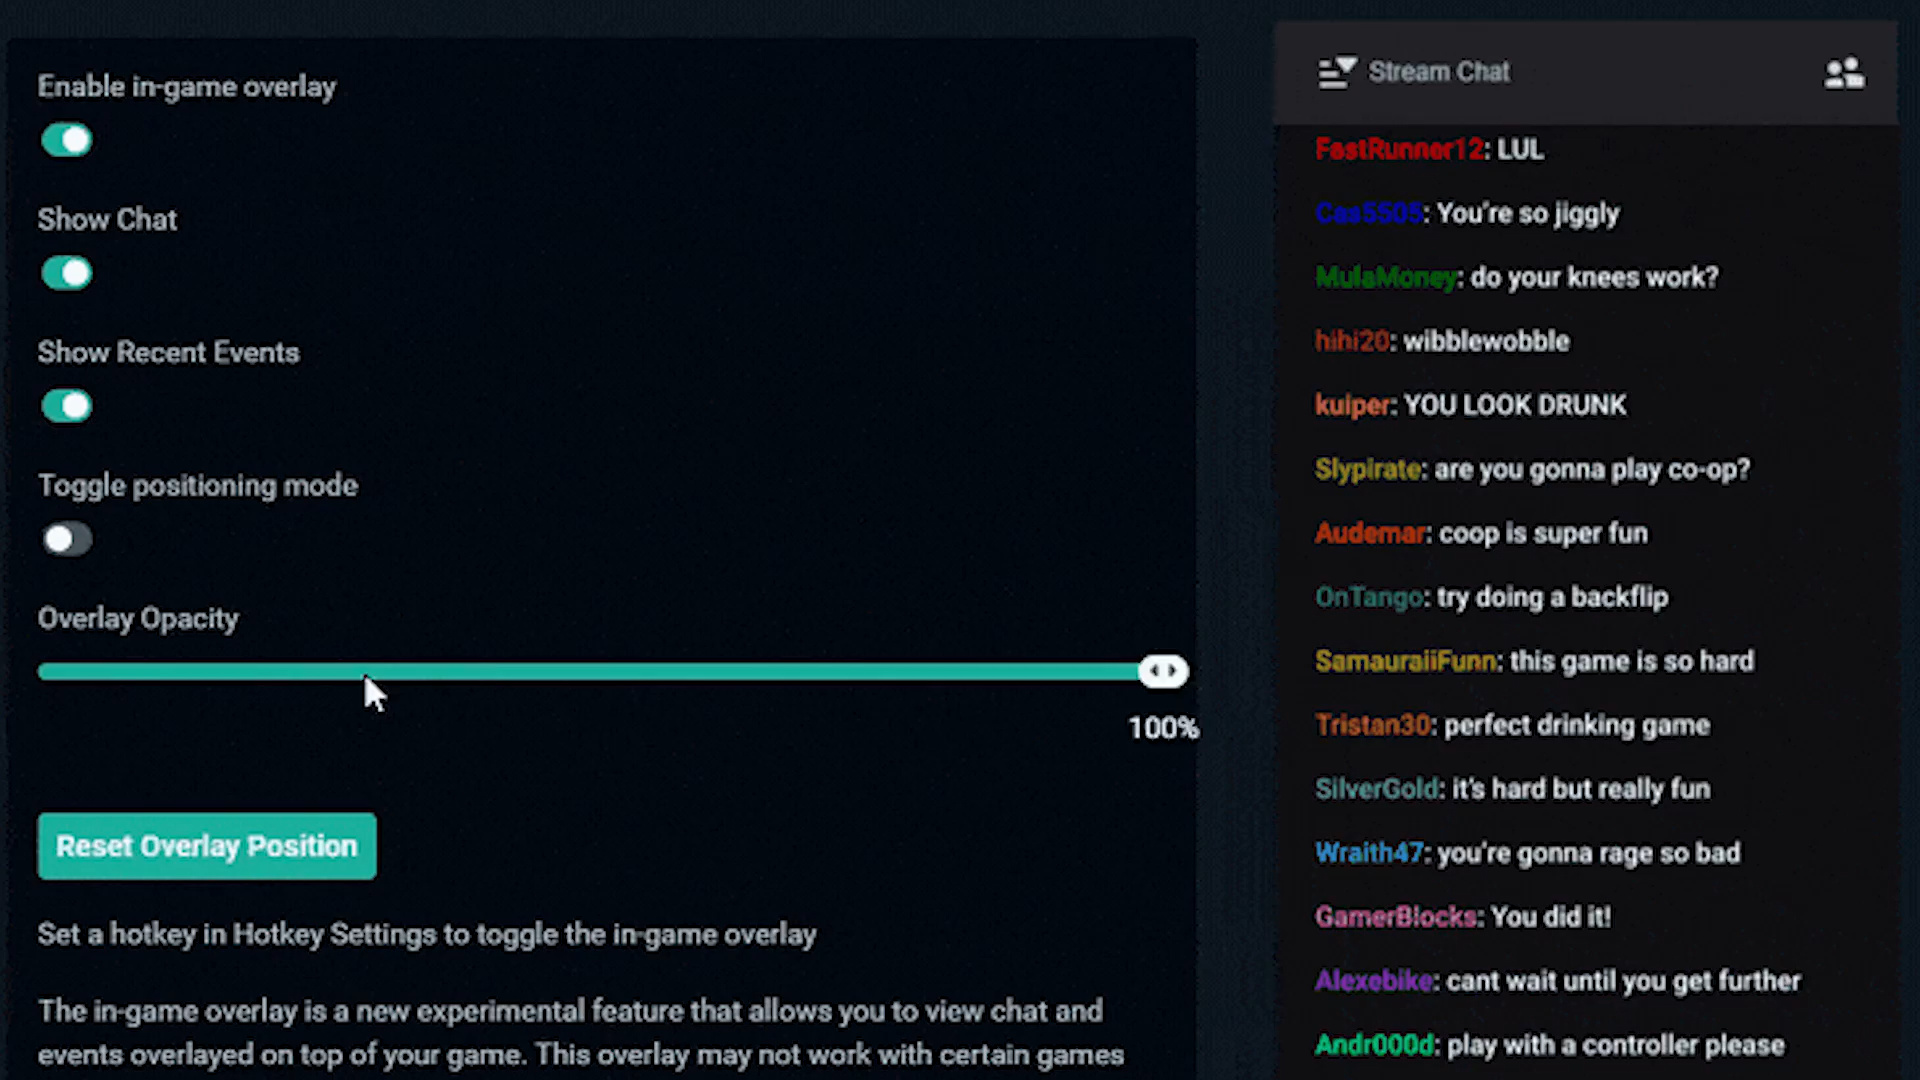 Enable in-game overlay
Show Chat
Show Recent Events
Toggle positioning mode
Overlay Opacity
100%
Reset Overlay Position
Set a hotkey in Hotkey Settings to toggle the in-game overlay
The in-game overlay is a new experimental feature that allows you to view chat and
events overlayed on top of your game. This overlay may not work with certain games
Stream Chat
FastRunner12: LUL
Cas5505: You're so jiggly
MulaMoney: do your knees work?
hihi20: wibblewobble
kuiper: YOU LOOK DRUNK
Slypirate: are you gonna play co-op?
Audemar: coop is super fun
OnTango: try doing a backflip
SamauraiiFunn: this game is so hard
Tristan30: perfect drinking game
SilverGold: it's hard but really fun
Wraith47: you're gonna rage so bad
GamerBlocks: You did it!
Alexebike: cant wait until you get further
Andr000d: play with a controller please